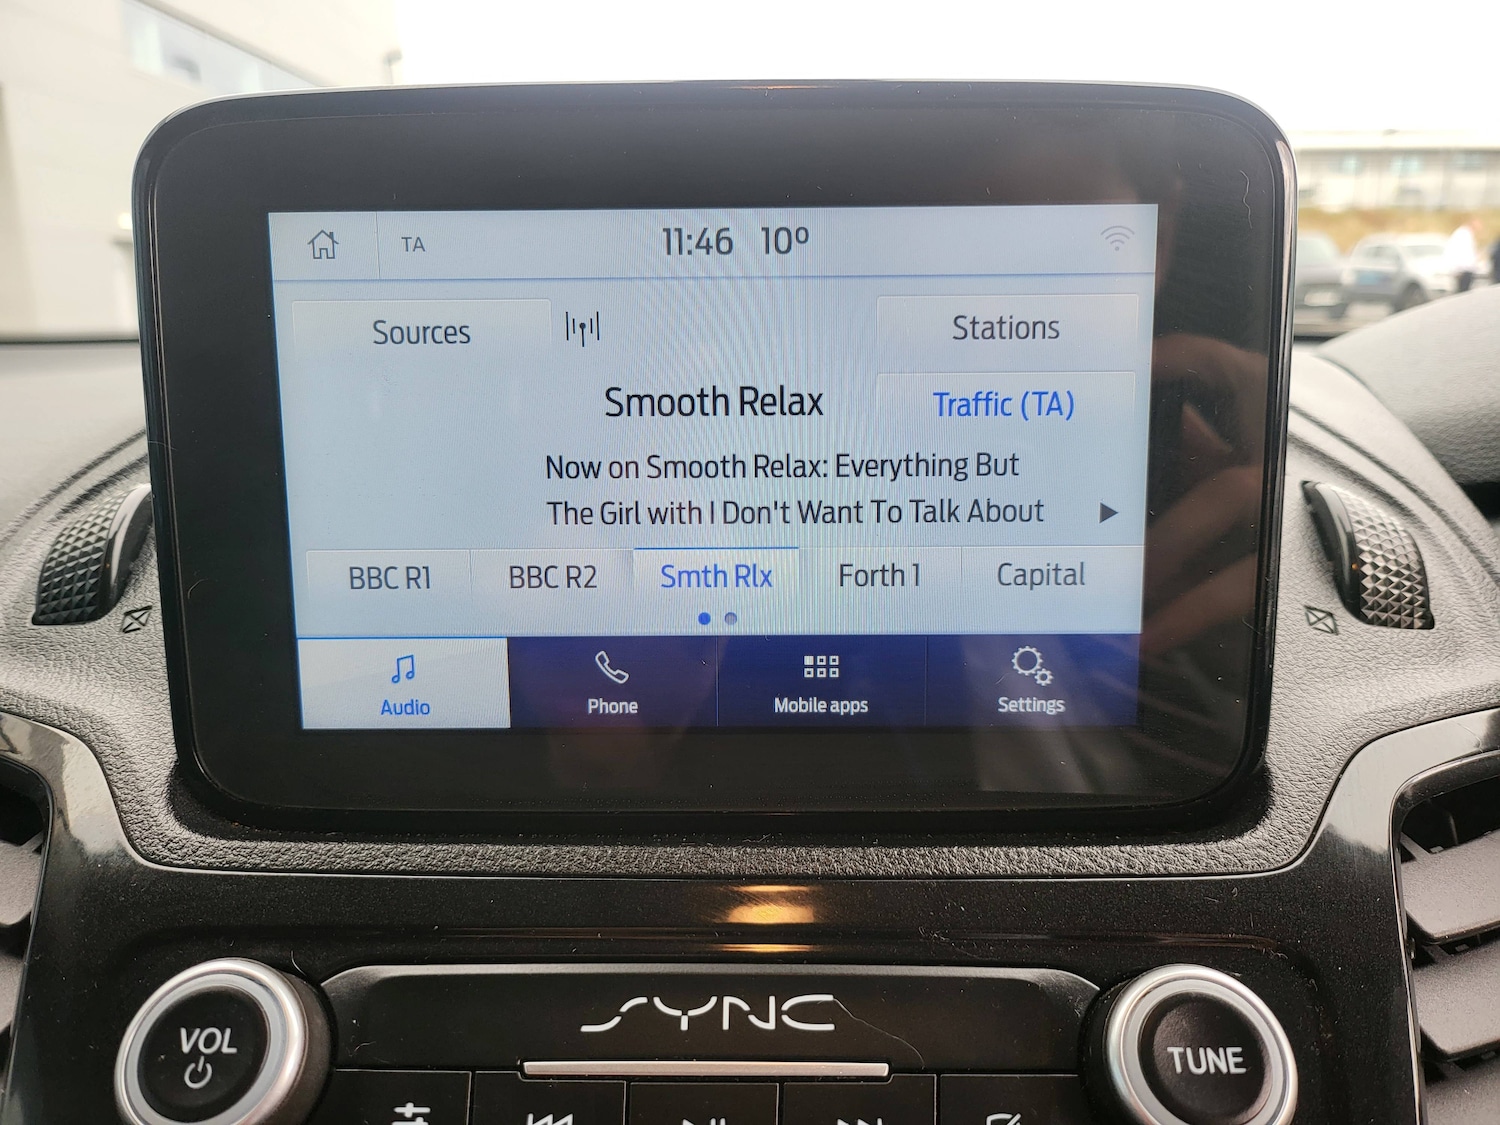 TA 11:46 10º
Sources
Stations
Smooth Relax
Traffic (TA)
Now on Smooth Relax: Everything But
The Girl with I Don't Want To Talk About
BBC R1 BBC R2 Smth Rlx Forth 1 Capital
Audio Phone Mobile apps Settings
SYNC
VOL
TUNE